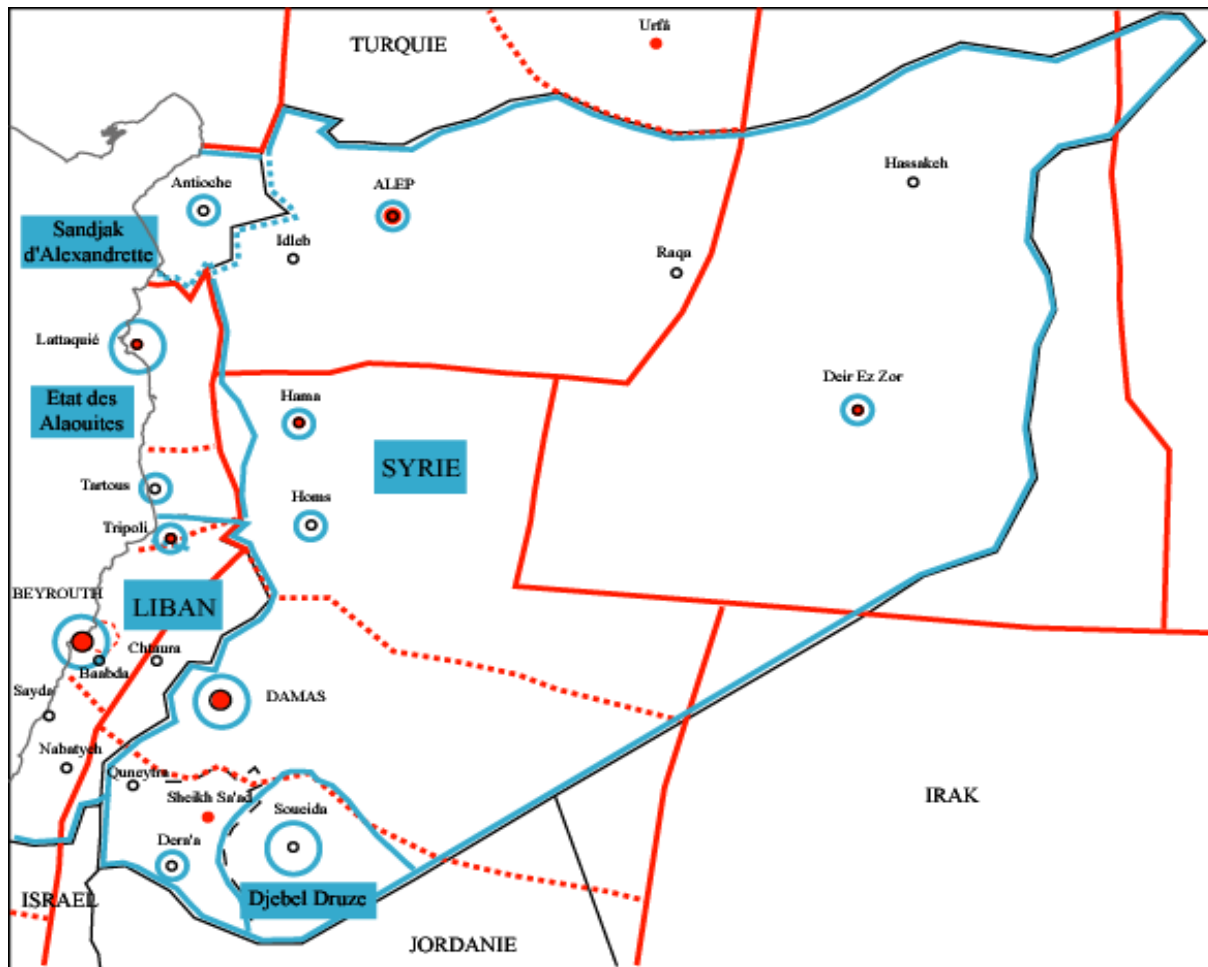 Urfâ
TURQUIE
Hassakeh
Antioche
ALEP
Sandjak
d'Alexandrette
Idleb
Raqa
Lattaquié
Deir Ez Zor
Etat des
Alaouites
Hama
SYRIE
Tartous
Homs
Tripoli
BEYROUTH
LIBAN
Chtaura
Baabda
Sayda
DAMAS
Nabatyeh
Quneytra
Sheikh Sa'ad
IRAK
Soueida
Dera'a
ISRAEL
Djebel Druze
JORDANIE